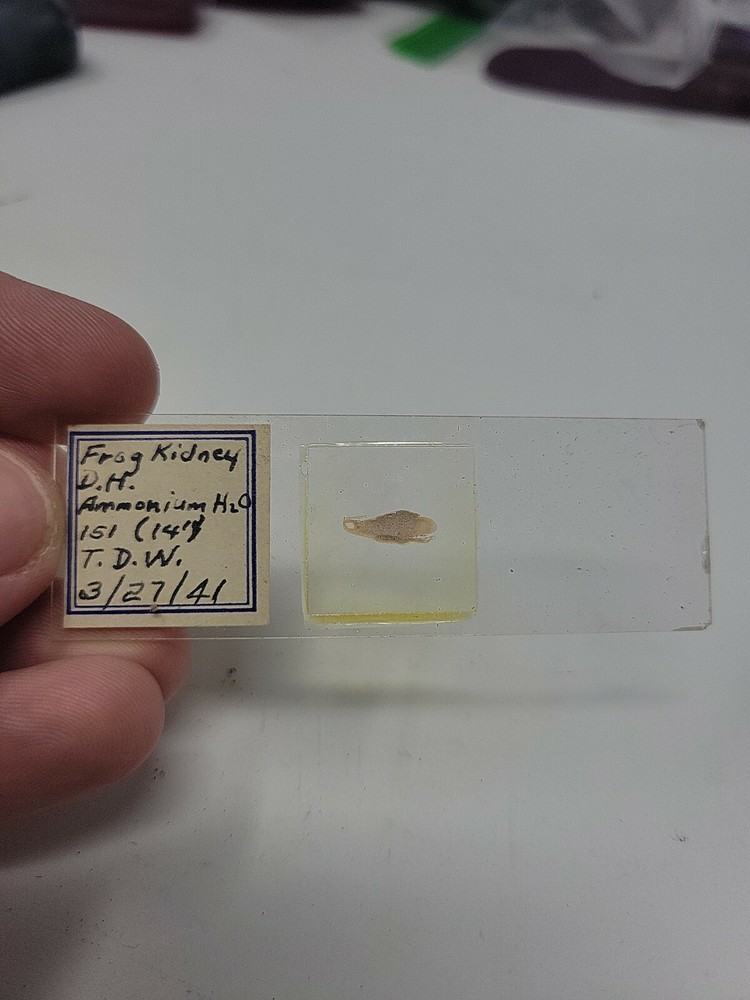 Frog Kidney
D.H.
Ammonium H₂O
151 (14')
T. D. W.
3/27/41